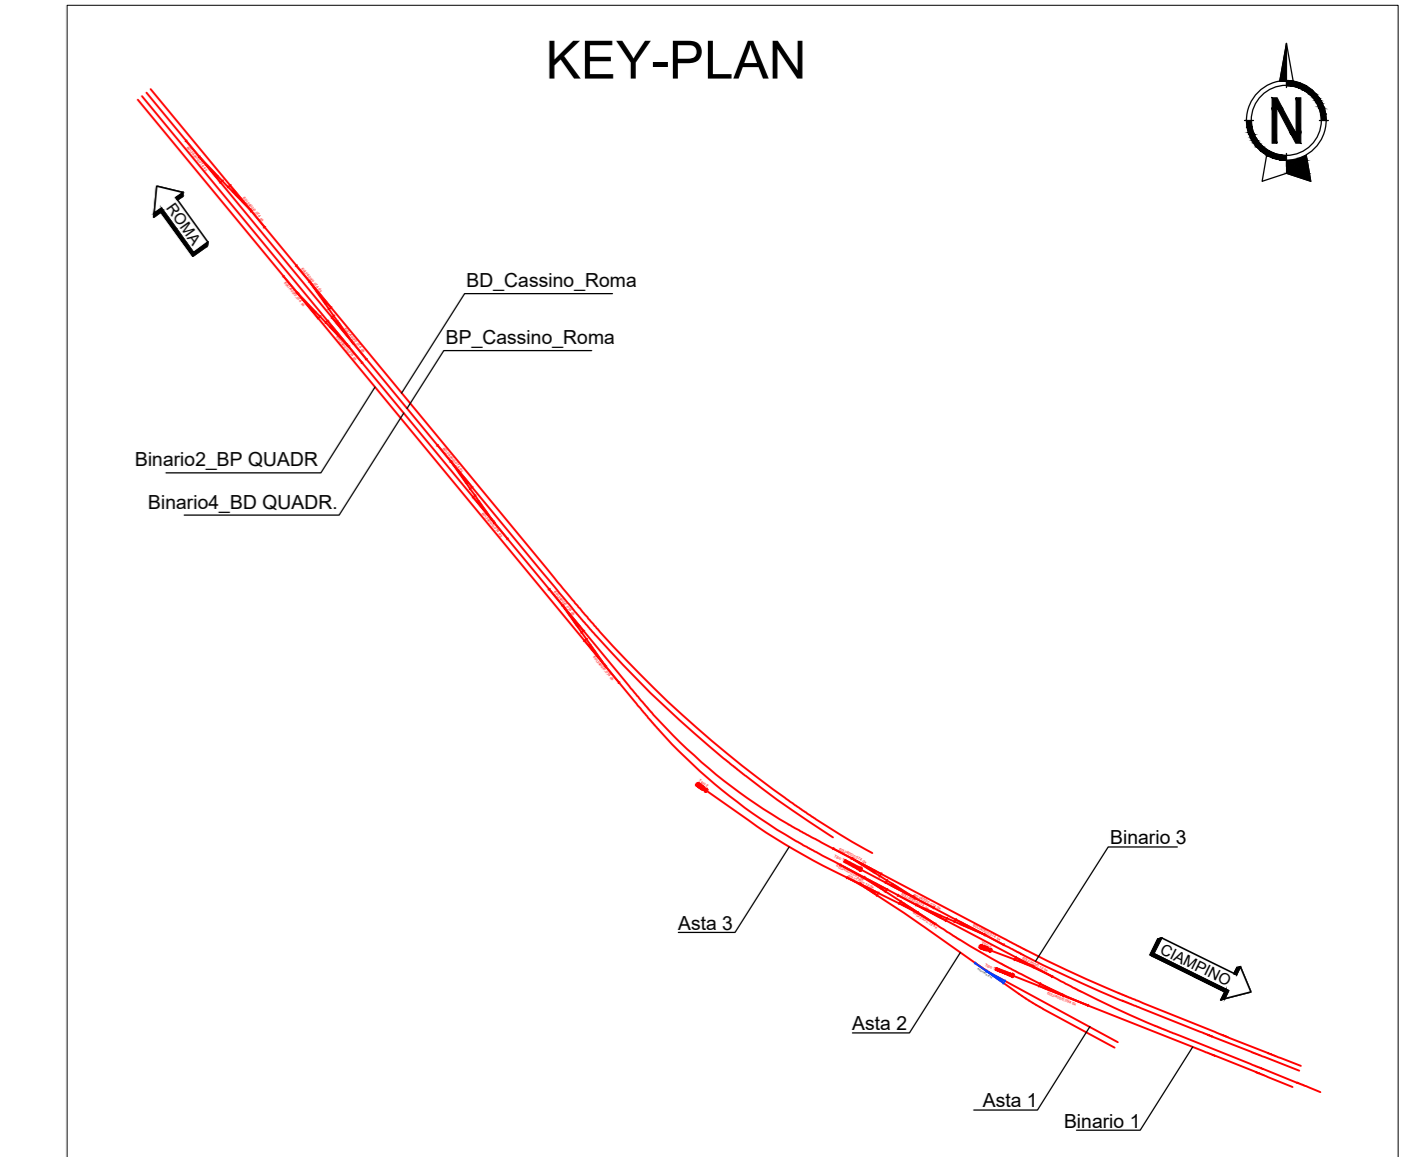 KEY-PLAN
N
ROMA
BD_Cassino_Roma
BP_Cassino_Roma
Binario2_BP QUADR
Binario4_BD QUADR.
Binario 3
Asta 3
CIAMPINO
Asta 2
Asta 1
Binario 1